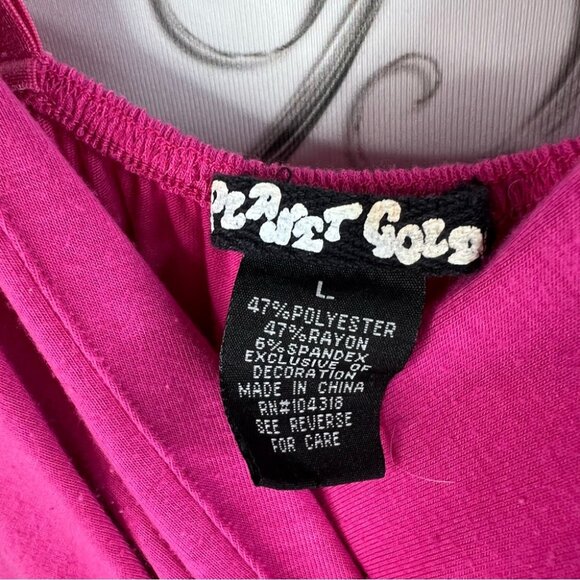 PLANET GOLD
L
47%POLYESTER
47%RAYON
6%SPANDEX
EXCLUSIVE OF
DECORATION
MADE IN CHINA
RN#104318
SEE REVERSE
FOR CARE